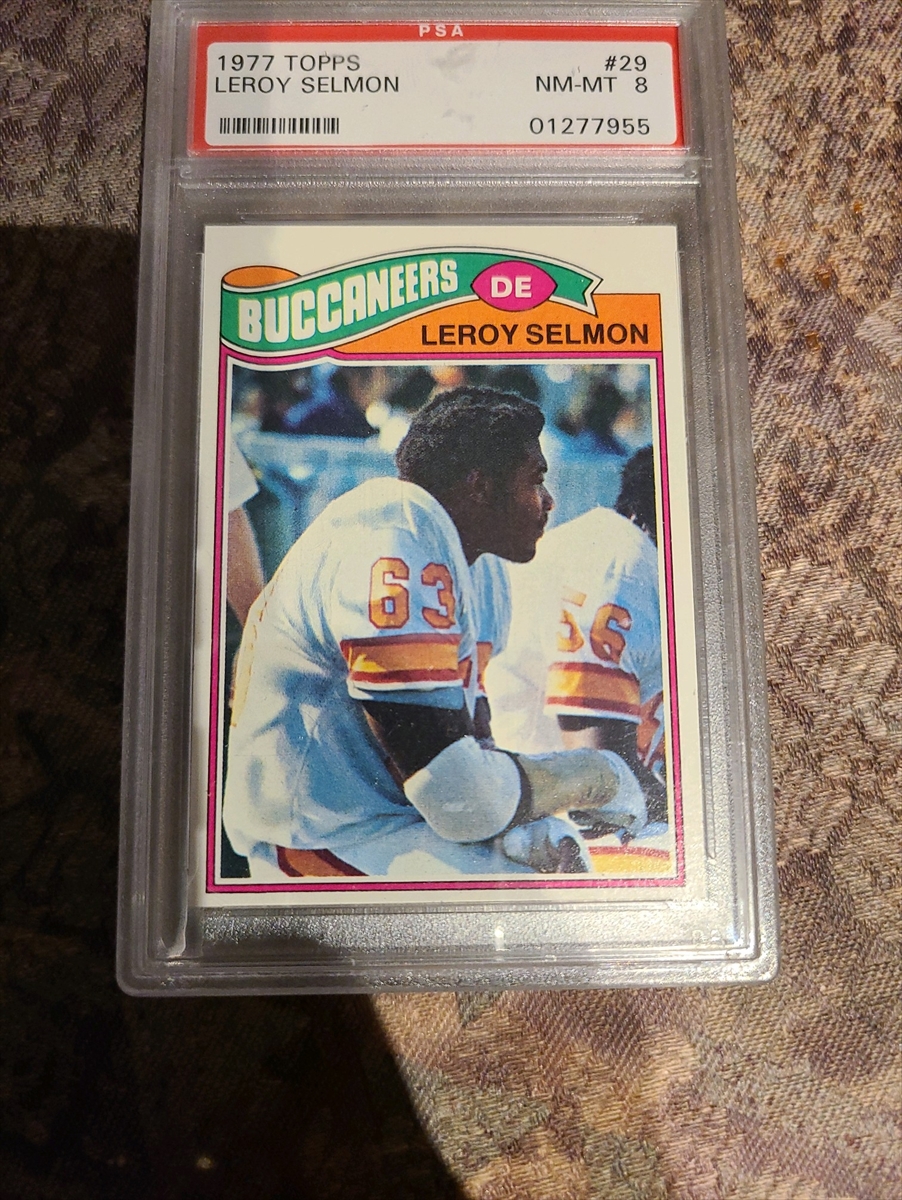 PSA
1977 TOPPS #29
LEROY SELMON NM-MT 8
01277955
BUCCANEERS DE
LEROY SELMON
63
56